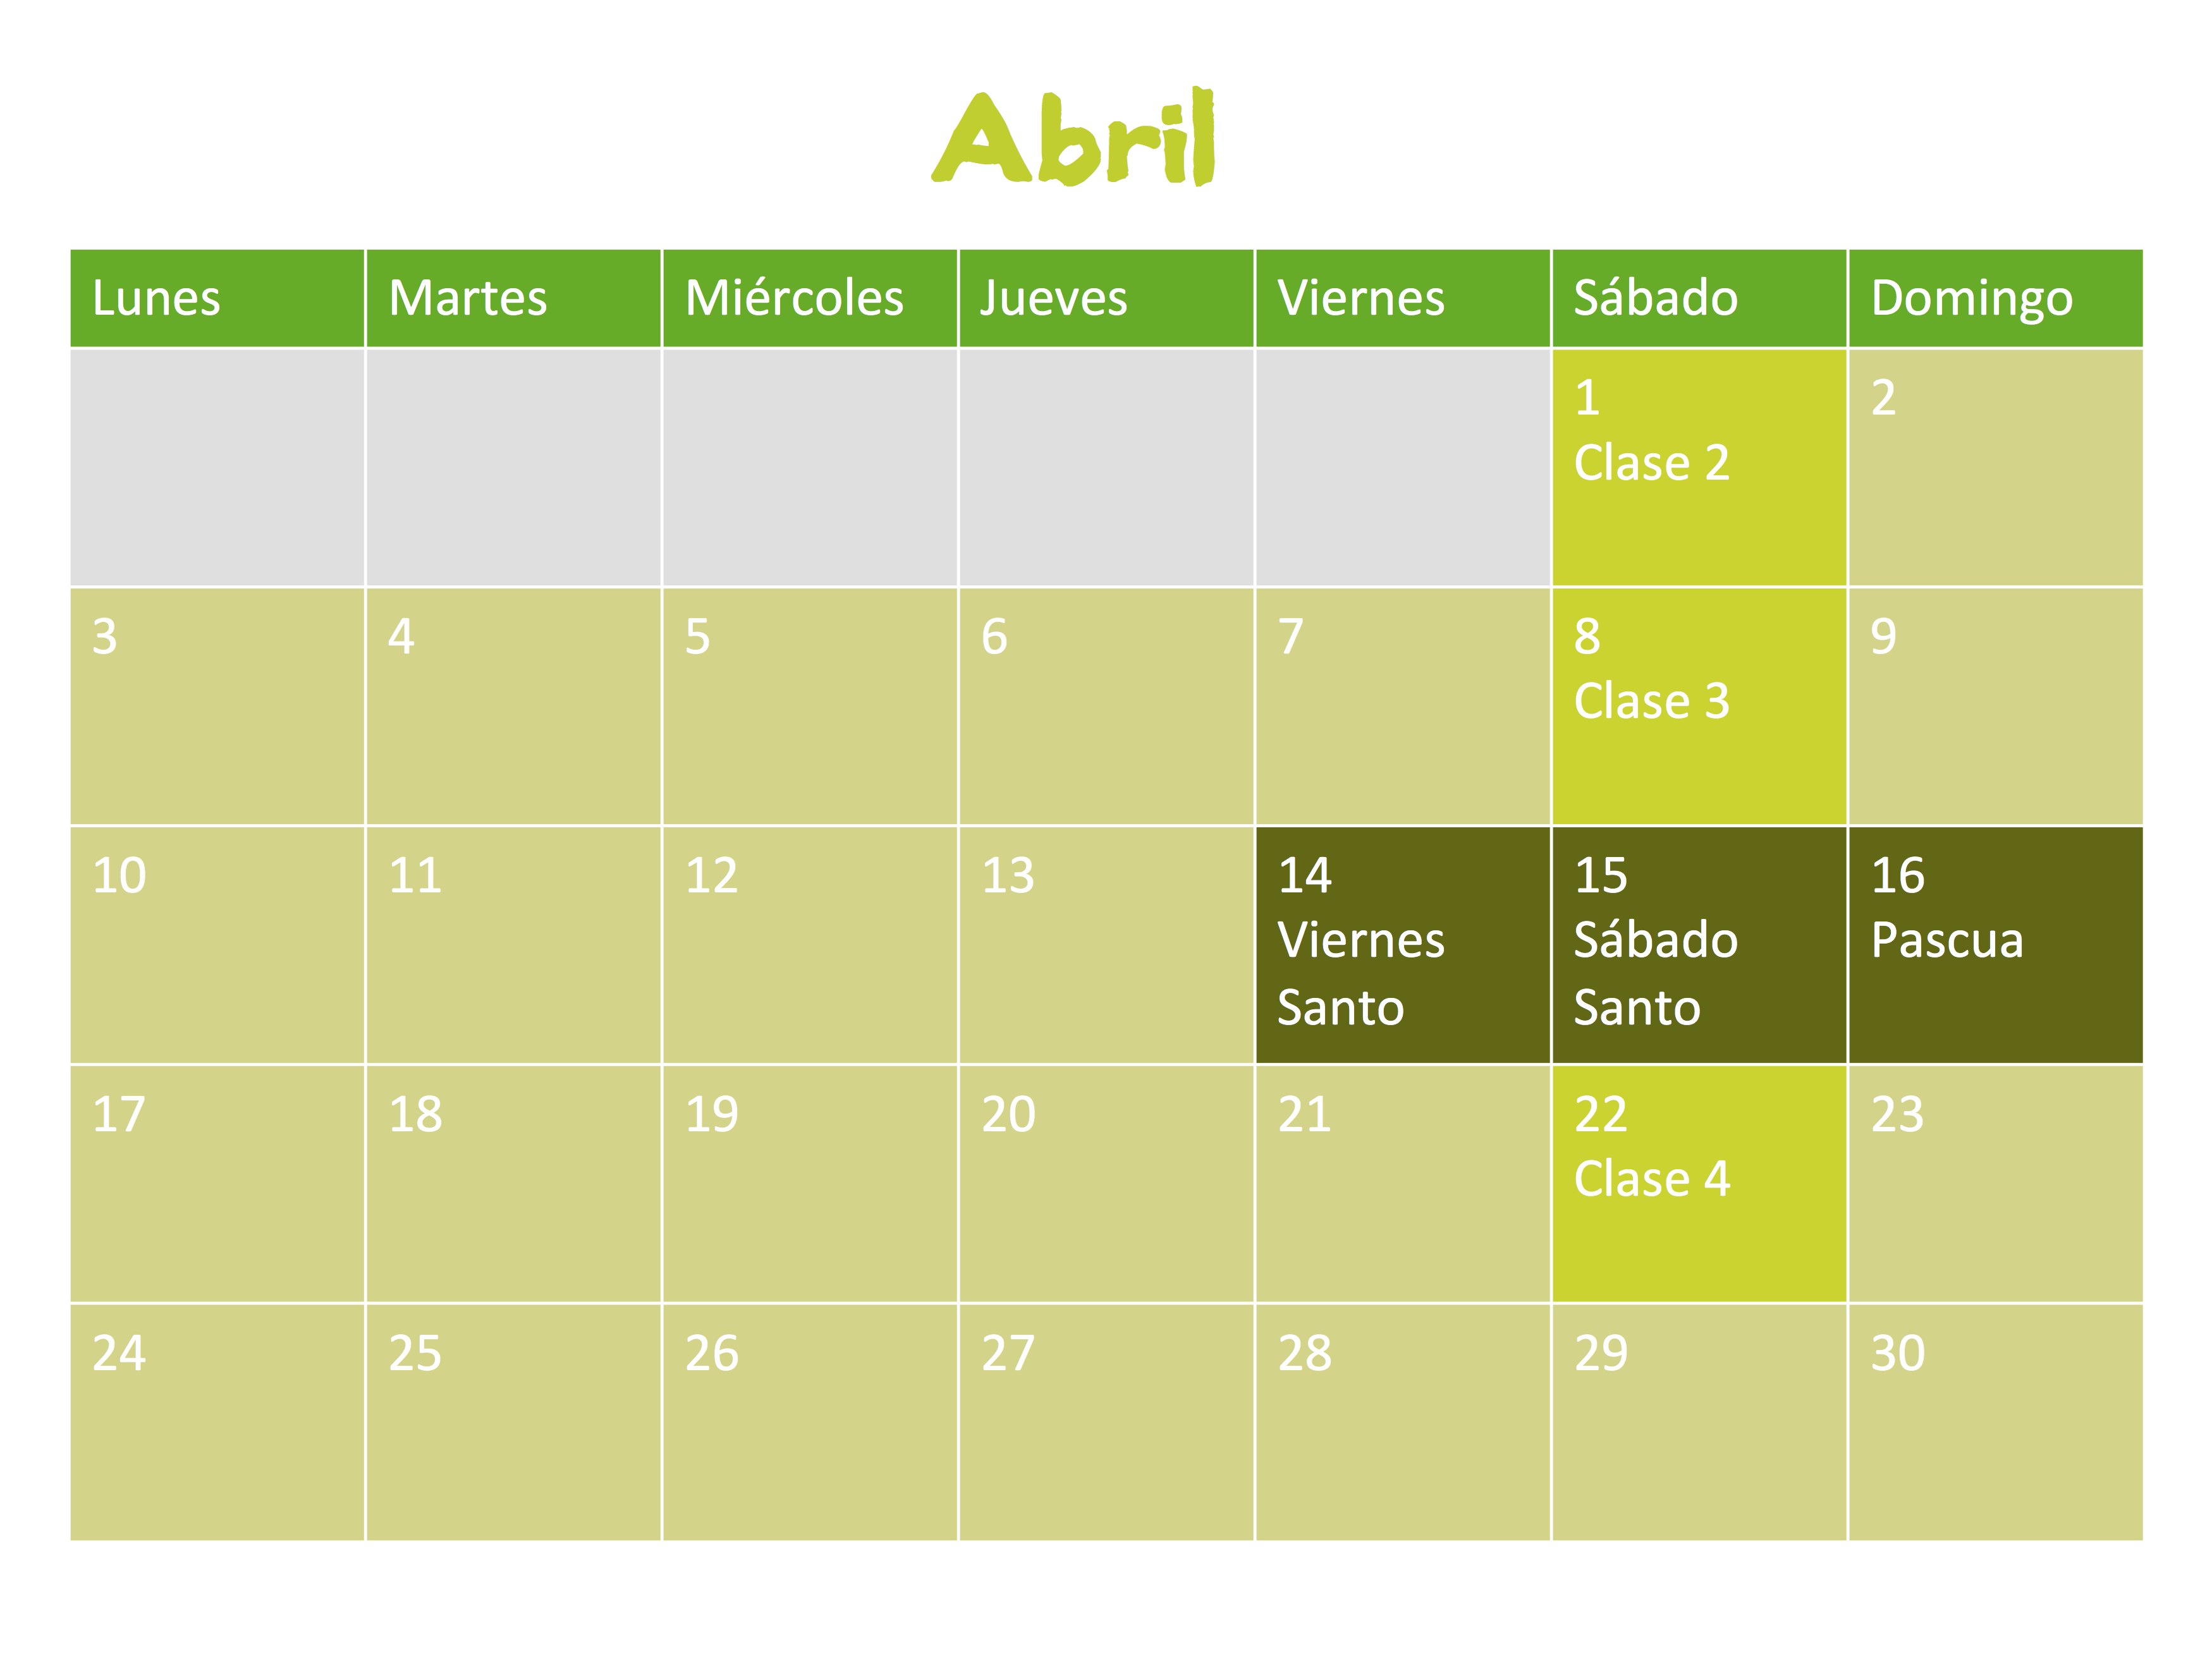 Abril
Lunes Martes Miércoles Jueves Viernes Sábado Domingo
1 2
Clase 2
3 4 5 6 7 8 9
Clase 3
10 11 12 13 14 15 16
Viernes Sábado Pascua
Santo Santo
17 18 19 20 21 22 23
Clase 4
24 25 26 27 28 29 30